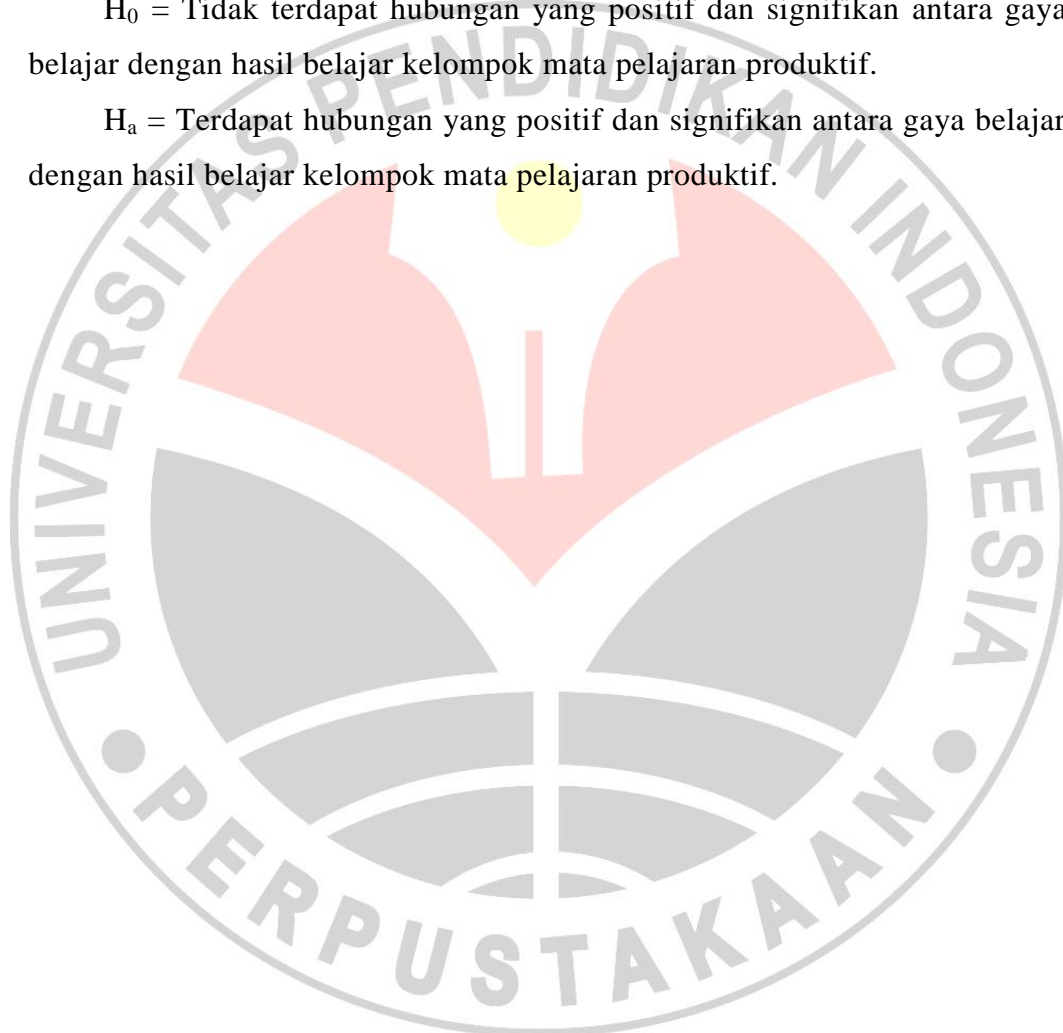 H₀ = Tidak terdapat hubungan yang positif dan signifikan antara gaya
belajar dengan hasil belajar kelompok mata pelajaran produktif.
Hₐ = Terdapat hubungan yang positif dan signifikan antara gaya belajar
dengan hasil belajar kelompok mata pelajaran produktif.
UNIVERSITAS PENDIDIKAN INDONESIA
PERPUSTAKAAN